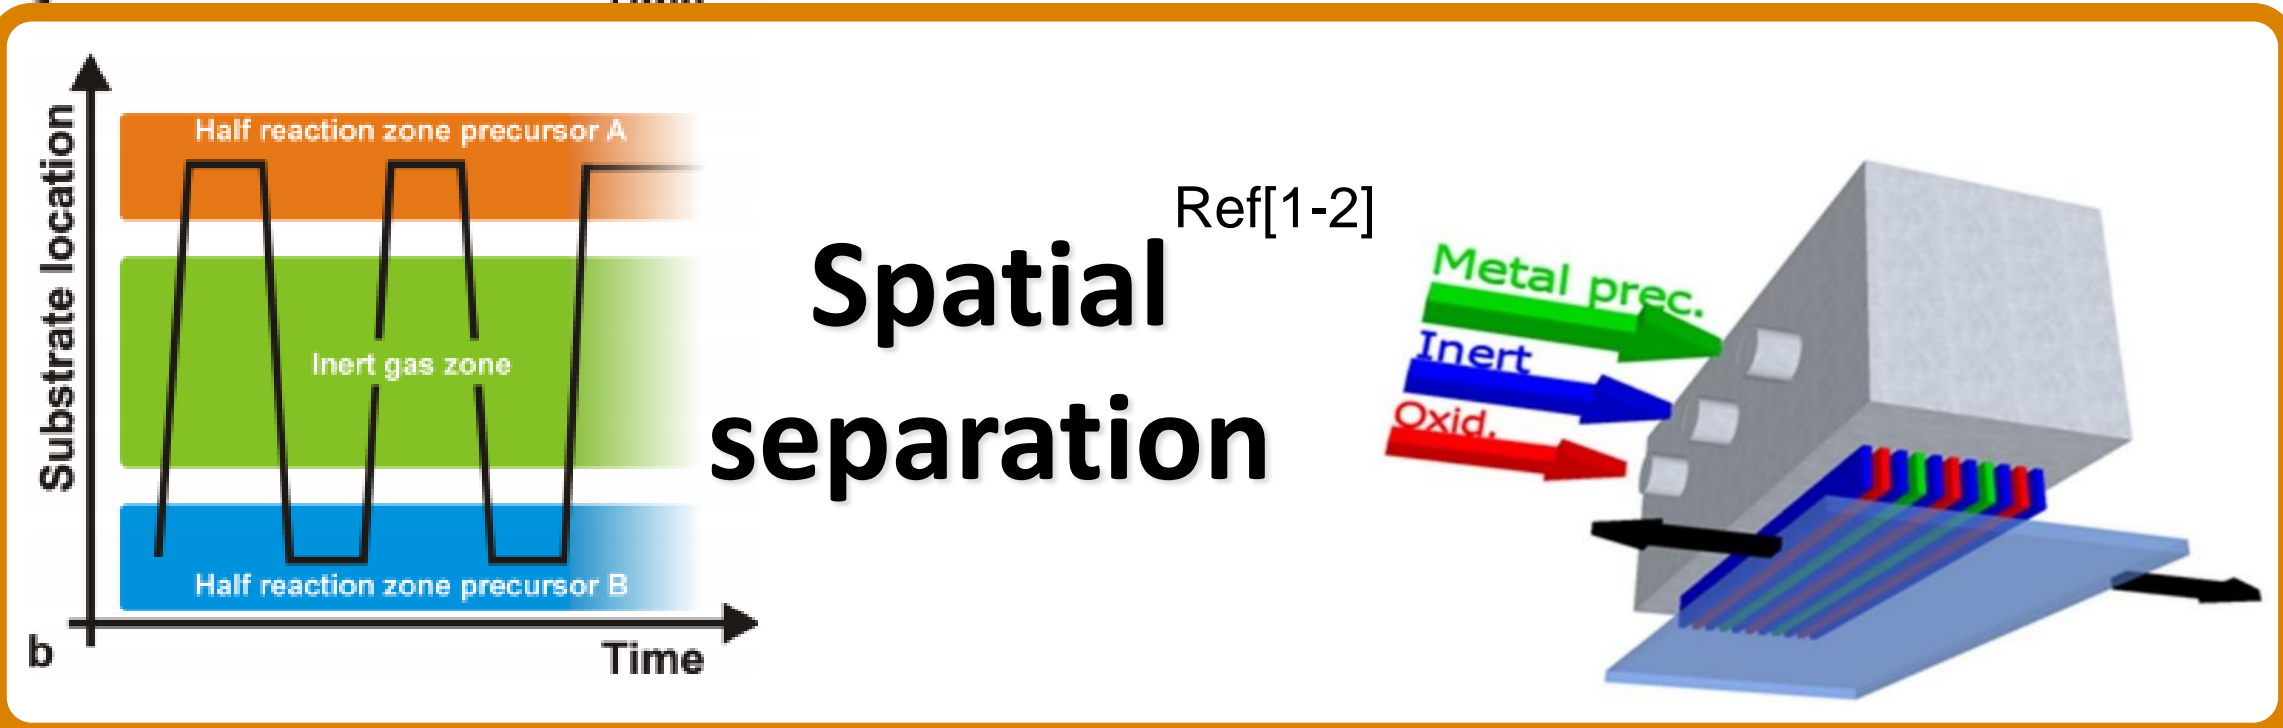 Substrate location
Half reaction zone precursor A
Inert gas zone
Half reaction zone precursor B
b
Time
Spatial
separation
Ref[1-2]
Metal prec.
Inert
Oxid.